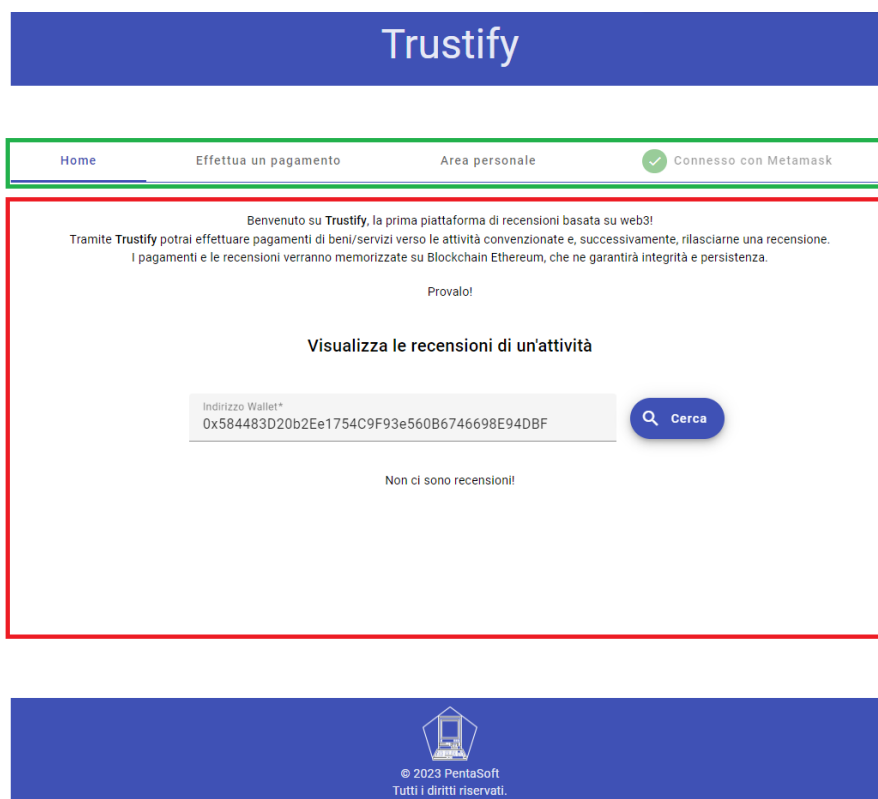 Trustify
Home
Effettua un pagamento
Area personale
Connesso con Metamask
Benvenuto su Trustify, la prima piattaforma di recensioni basata su web3!
Tramite Trustify potrai effettuare pagamenti di beni/servizi verso le attività convenzionate e, successivamente, rilasciarne una recensione.
I pagamenti e le recensioni verranno memorizzate su Blockchain Ethereum, che ne garantirà integrità e persistenza.
Provalo!
Visualizza le recensioni di un'attività
Indirizzo Wallet*
0x584483D20b2Ee1754C9F93e560B6746698E94DBF
Cerca
Non ci sono recensioni!
© 2023 PentaSoft
Tutti i diritti riservati.